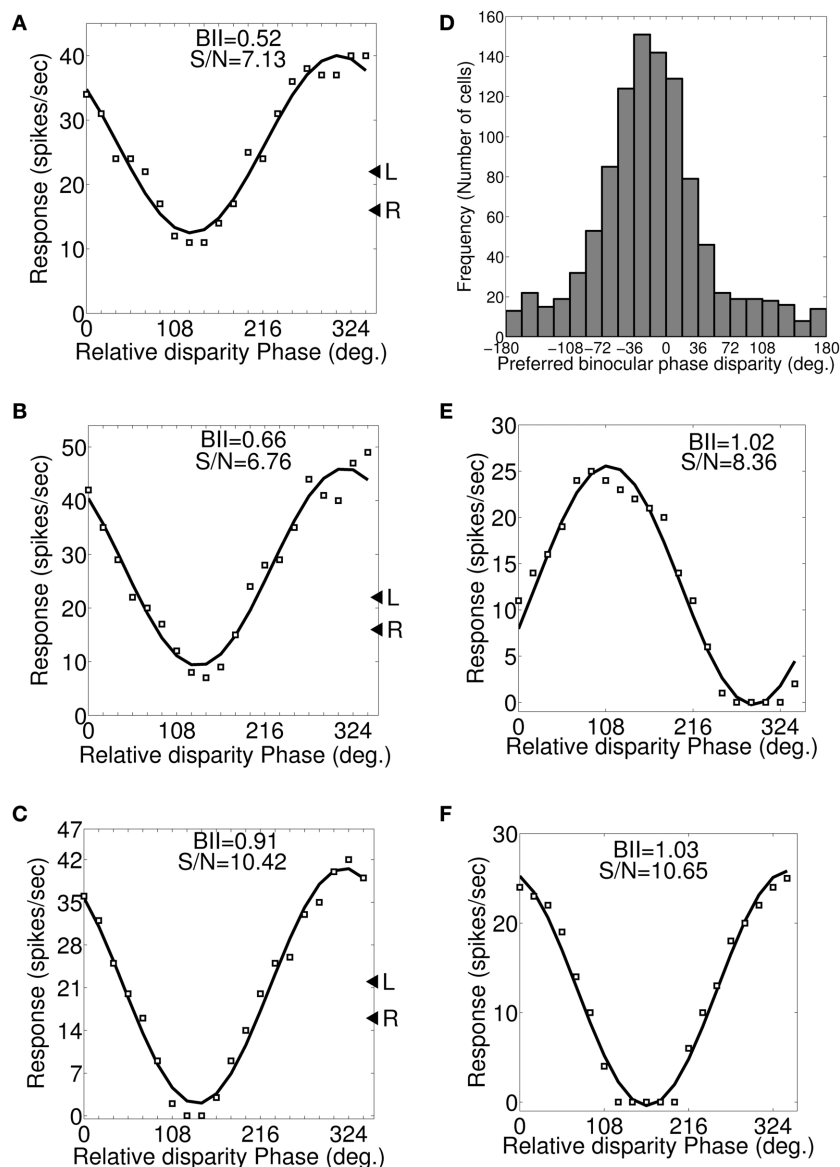 A
BII=0.52
S/N=7.13
40
30
20
10
0
Response (spikes/sec)
L
R
0 108 216 324
Relative disparity Phase (deg.)
D
160
140
120
100
80
60
40
20
0
Frequency (Number of cells)
−180 −108 −72 −36 0 36 72 108 180
Preferred binocular phase disparity (deg.)
B
BII=0.66
S/N=6.76
50
40
30
20
10
0
Response (spikes/sec)
L
R
0 108 216 324
Relative disparity Phase (deg.)
E
BII=1.02
S/N=8.36
30
25
20
15
10
5
0
Response (spikes/sec)
0 108 216 324
Relative disparity Phase (deg.)
C
BII=0.91
S/N=10.42
47
42
35
28
21
14
7
0
Response (spikes/sec)
L
R
0 108 216 324
Relative disparity Phase (deg.)
F
BII=1.03
S/N=10.65
30
20
10
0
Response (spikes/sec)
0 108 216 324
Relative disparity Phase (deg.)